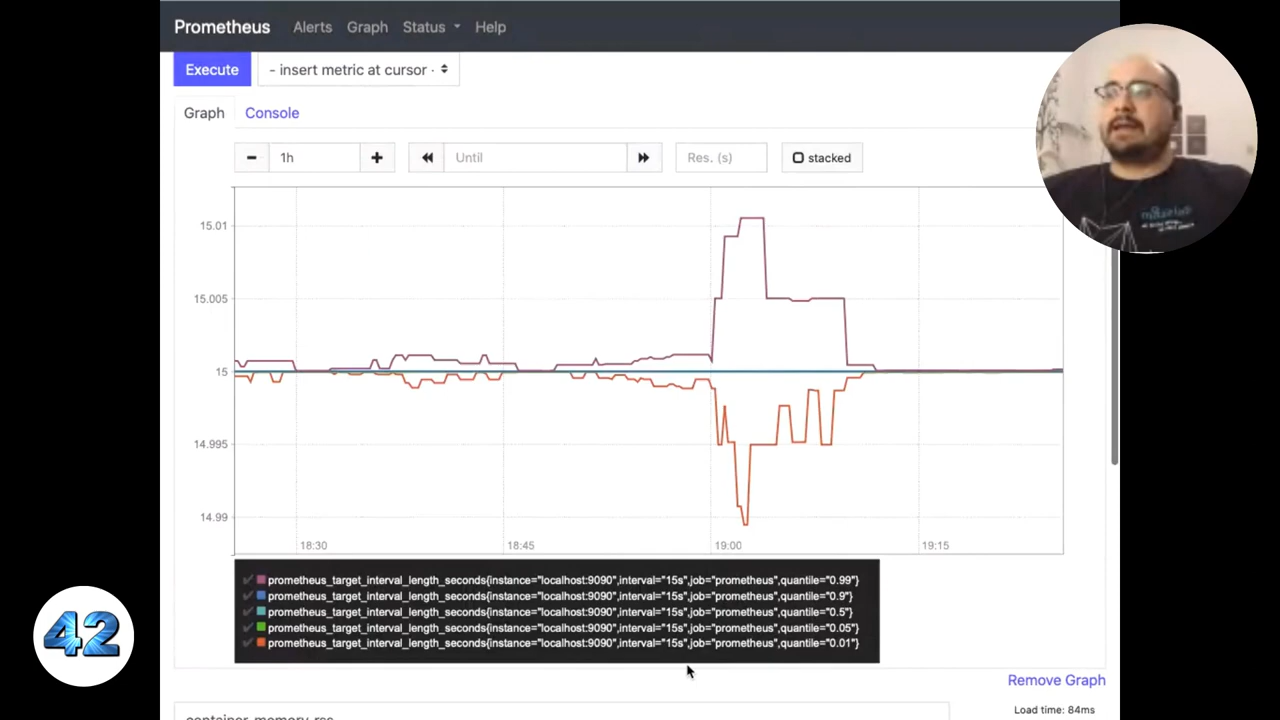 Prometheus Alerts Graph Status Help
Execute - insert metric at cursor -
Graph Console
1h Until Res. (s) stacked
15.01
15.005
15
14.995
14.99
18:30 18:45 19:00 19:15
prometheus_target_interval_length_seconds{instance="localhost:9090",interval="15s",job="prometheus",quantile="0.99"}
prometheus_target_interval_length_seconds{instance="localhost:9090",interval="15s",job="prometheus",quantile="0.9"}
prometheus_target_interval_length_seconds{instance="localhost:9090",interval="15s",job="prometheus",quantile="0.5"}
prometheus_target_interval_length_seconds{instance="localhost:9090",interval="15s",job="prometheus",quantile="0.05"}
prometheus_target_interval_length_seconds{instance="localhost:9090",interval="15s",job="prometheus",quantile="0.01"}
42
Remove Graph
Load time: 84ms
container_memory_rss